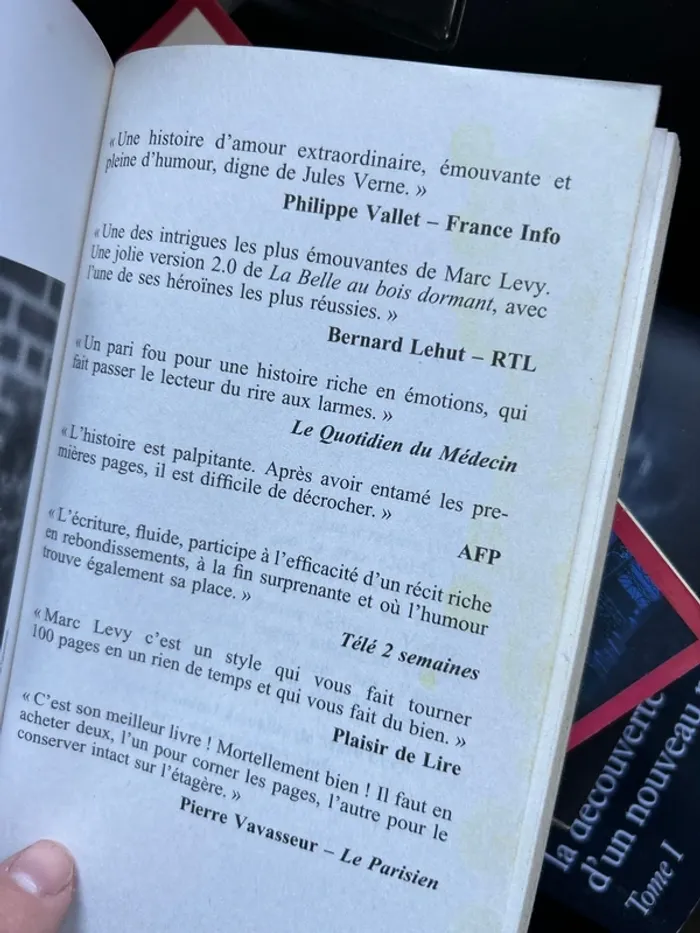 « Une histoire d'amour extraordinaire, émouvante et
pleine d'humour, digne de Jules Verne. »
Philippe Vallet – France Info
« Une des intrigues les plus émouvantes de Marc Levy.
Une jolie version 2.0 de La Belle au bois dormant, avec
l'une de ses héroïnes les plus réussies. »
Bernard Lehut – RTL
« Un pari fou pour une histoire riche en émotions, qui
fait passer le lecteur du rire aux larmes. »
Le Quotidien du Médecin
« L'histoire est palpitante. Après avoir entamé les pre-
mières pages, il est difficile de décrocher. »
AFP
« L'écriture, fluide, participe à l'efficacité d'un récit riche
en rebondissements, à la fin surprenante et où l'humour
trouve également sa place. »
Télé 2 semaines
« Marc Levy c'est un style qui vous fait tourner
100 pages en un rien de temps et qui vous fait du bien. »
Plaisir de Lire
« C'est son meilleur livre ! Mortellement bien ! Il faut en
acheter deux, l'un pour corner les pages, l'autre pour le
conserver intact sur l'étagère. »
Pierre Vavasseur – Le Parisien
la decouverte
d'un nouveau
Tome I